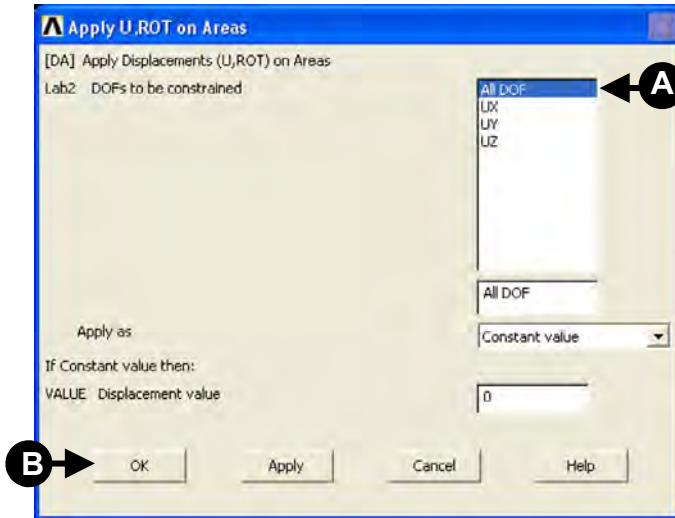 Apply U,ROT on Areas
[DA] Apply Displacements (U,ROT) on Areas
Lab2 DOFs to be constrained
All DOF
A
UX
UY
UZ
All DOF
Apply as
Constant value
If Constant value then:
VALUE Displacement value
0
B
OK Apply Cancel Help